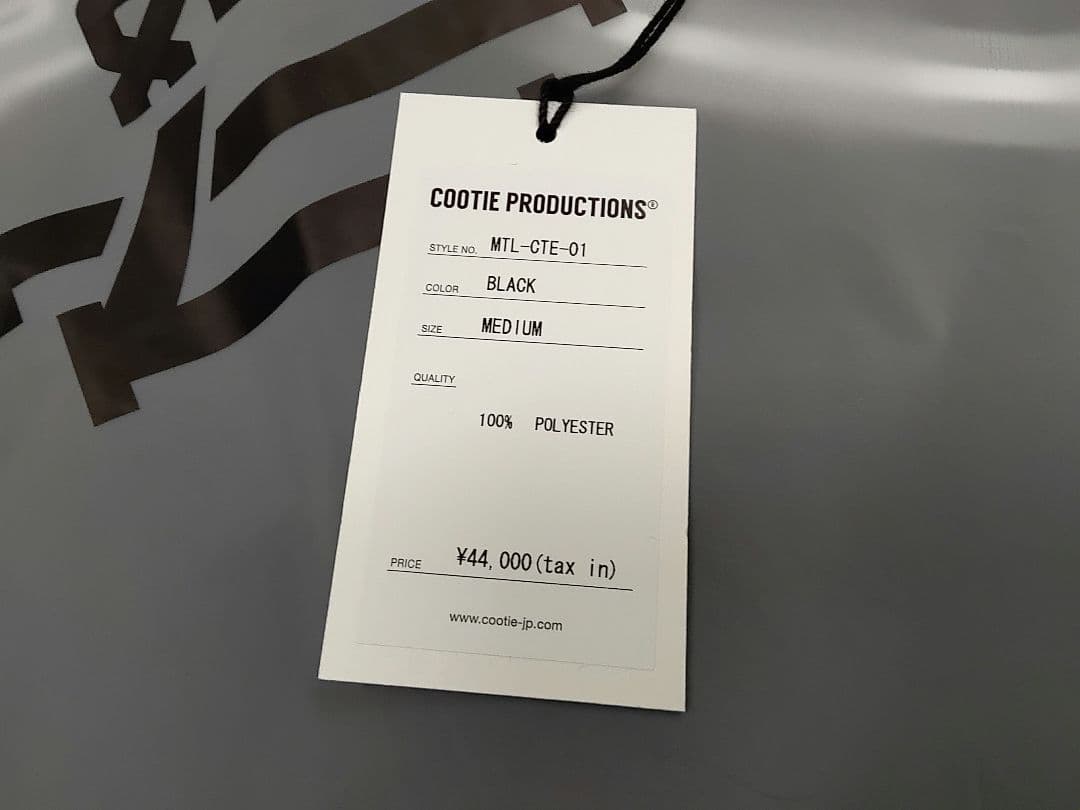 COOTIE PRODUCTIONS®
STYLE NO. MTL-CTE-01
COLOR BLACK
SIZE MEDIUM
QUALITY
100% POLYESTER
PRICE ¥44,000(tax in)
www.cootie-jp.com